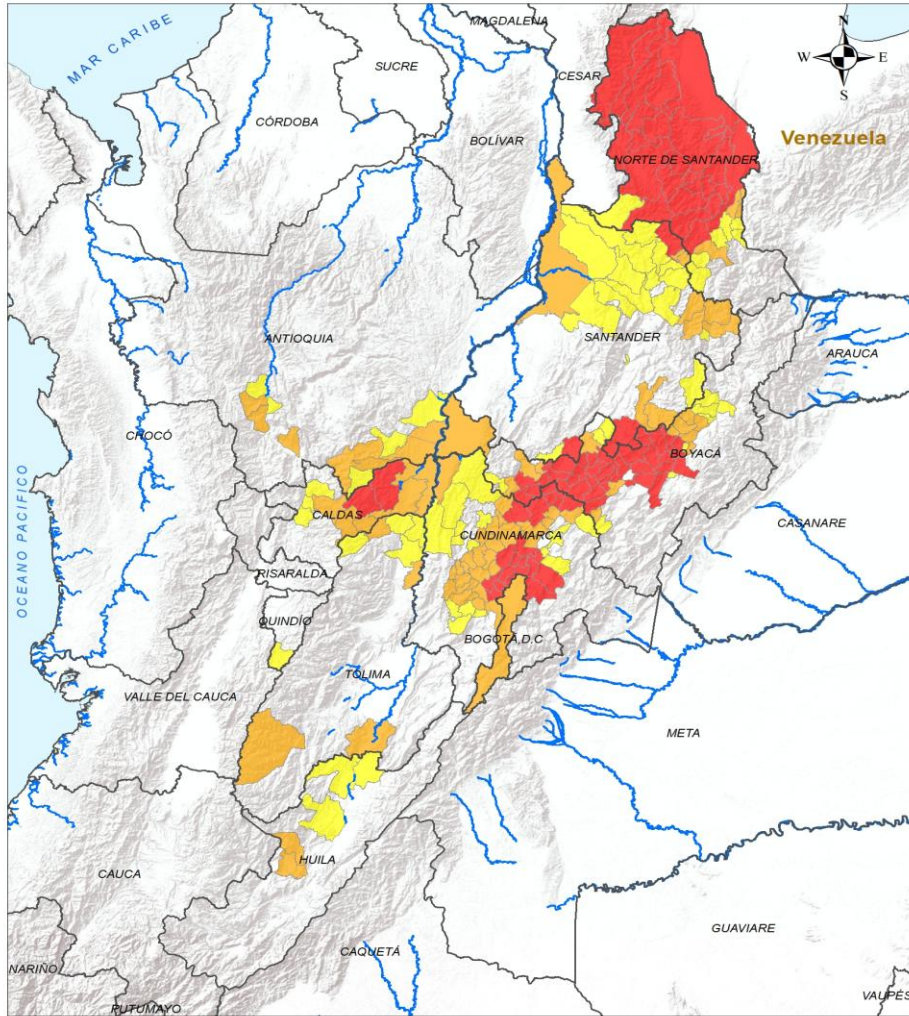 MAGDALENA
MAR CARIBE
N
W
E
S
SUCRE
CESAR
CÓRDOBA
BOLÍVAR
Venezuela
NORTE DE SANTANDER
ANTIOQUIA
SANTANDER
ARAUCA
CHOCÓ
BOYACÁ
OCEANO PACIFICO
CALDAS
CUNDINAMARCA
CASANARE
RISARALDA
QUINDÍO
BOGOTÁ D.C
TOLIMA
VALLE DEL CAUCA
META
HUILA
CAUCA
GUAVIARE
CAQUETÁ
NARIÑO
PUTUMAYO
VAUPÉS